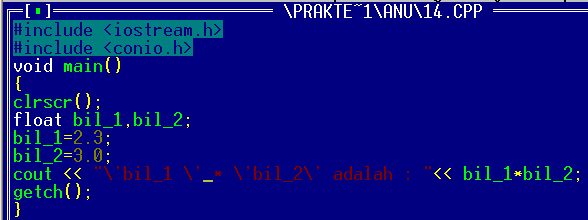 [▪] \PRAKTE~1\ANU\14.CPP
#include <iostream.h>
#include <conio.h>
void main()
{
clrscr();
float bil_1,bil_2;
bil_1=2.3;
bil_2=3.0;
cout << "\'bil_1 \'_* \'bil_2\' adalah : "<< bil_1*bil_2;
getch();
}